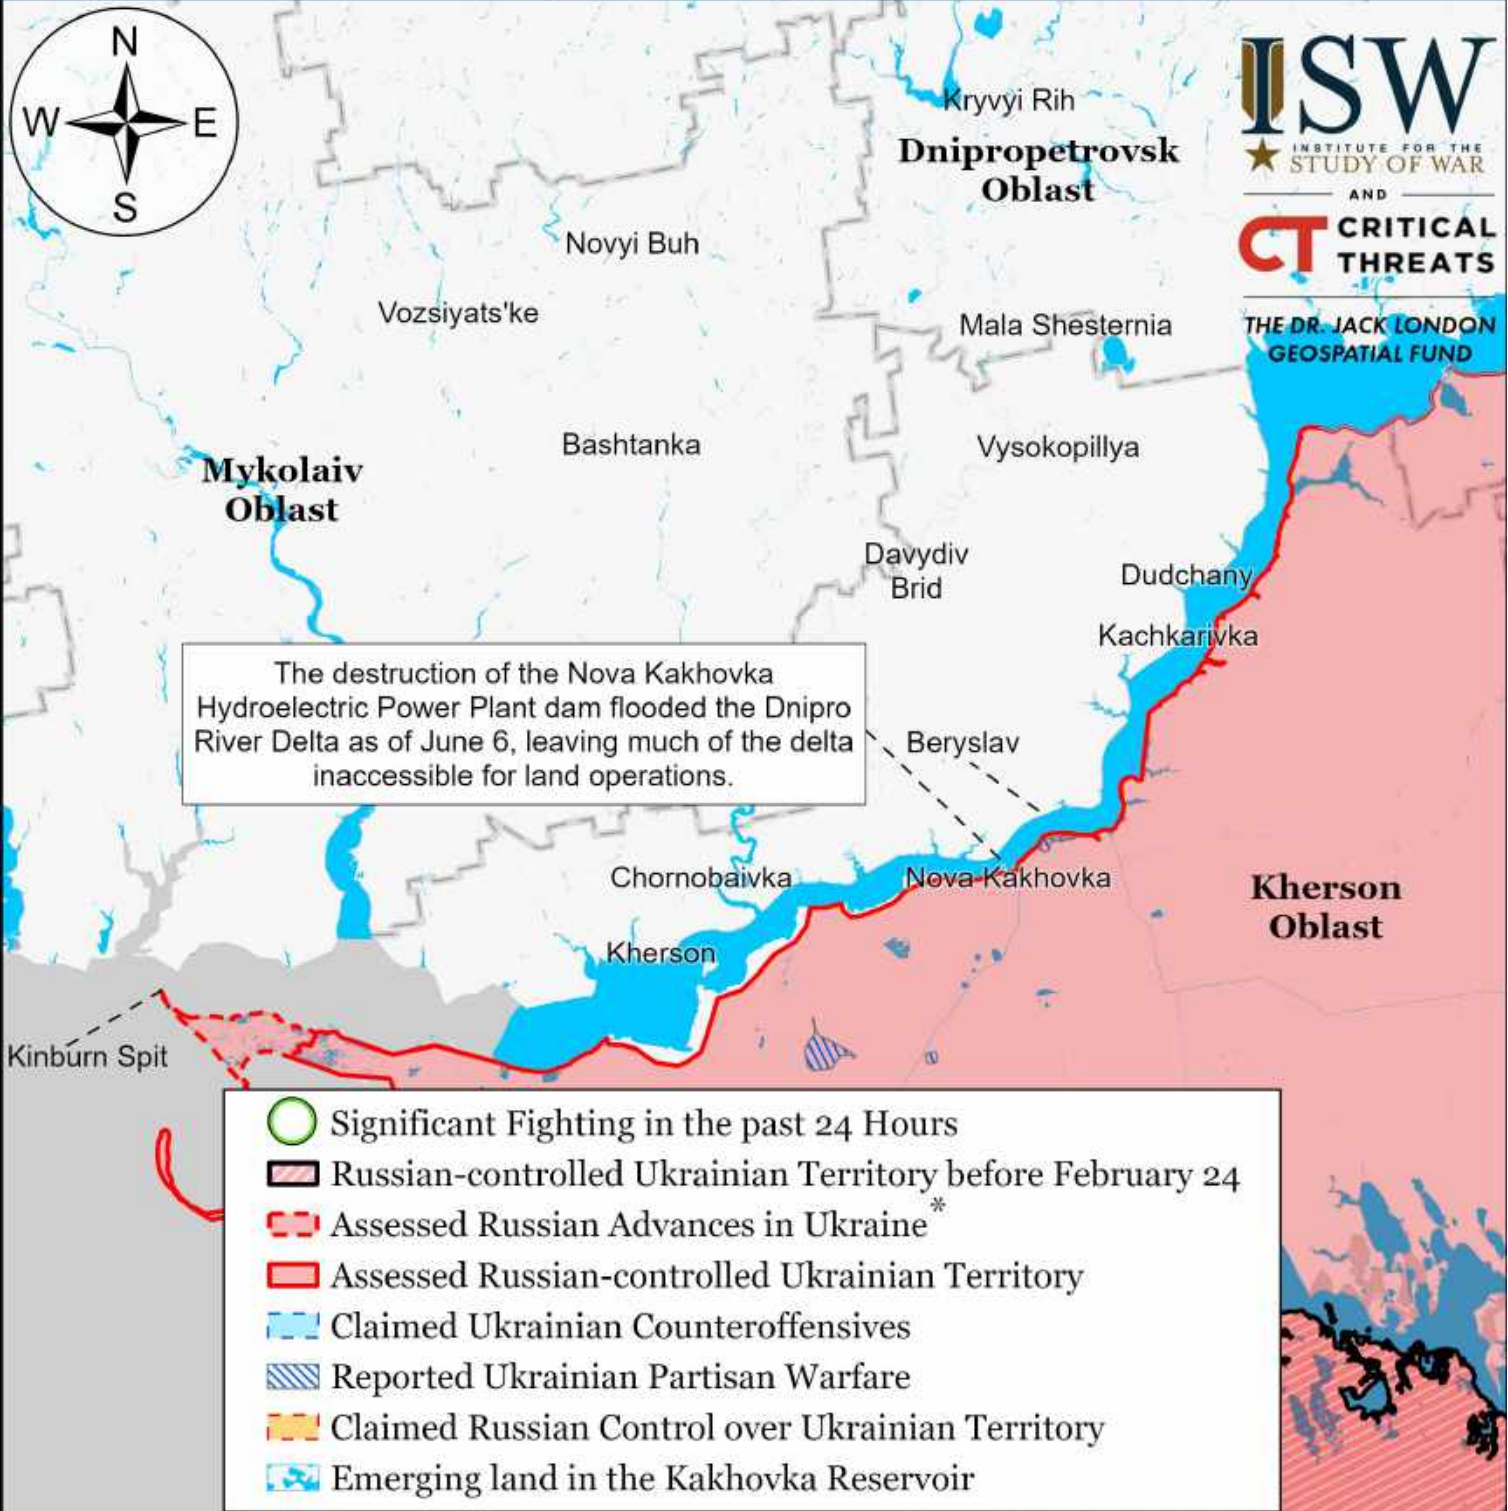 N
W E
S
ISW
INSTITUTE FOR THE
STUDY OF WAR
AND
CT CRITICAL
THREATS
THE DR. JACK LONDON
GEOSPATIAL FUND
Kryvyi Rih
Dnipropetrovsk
Oblast
Novyi Buh
Vozsiyats'ke
Mala Shesternia
Bashtanka
Vysokopillya
Mykolaiv
Oblast
Davydiv
Brid
Dudchany
Kachkarivka
The destruction of the Nova Kakhovka
Hydroelectric Power Plant dam flooded the Dnipro
River Delta as of June 6, leaving much of the delta
inaccessible for land operations.
Beryslav
Chornobaivka
Nova Kakhovka
Kherson
Oblast
Kherson
Kinburn Spit
Significant Fighting in the past 24 Hours
Russian-controlled Ukrainian Territory before February 24
Assessed Russian Advances in Ukraine*
Assessed Russian-controlled Ukrainian Territory
Claimed Ukrainian Counteroffensives
Reported Ukrainian Partisan Warfare
Claimed Russian Control over Ukrainian Territory
Emerging land in the Kakhovka Reservoir